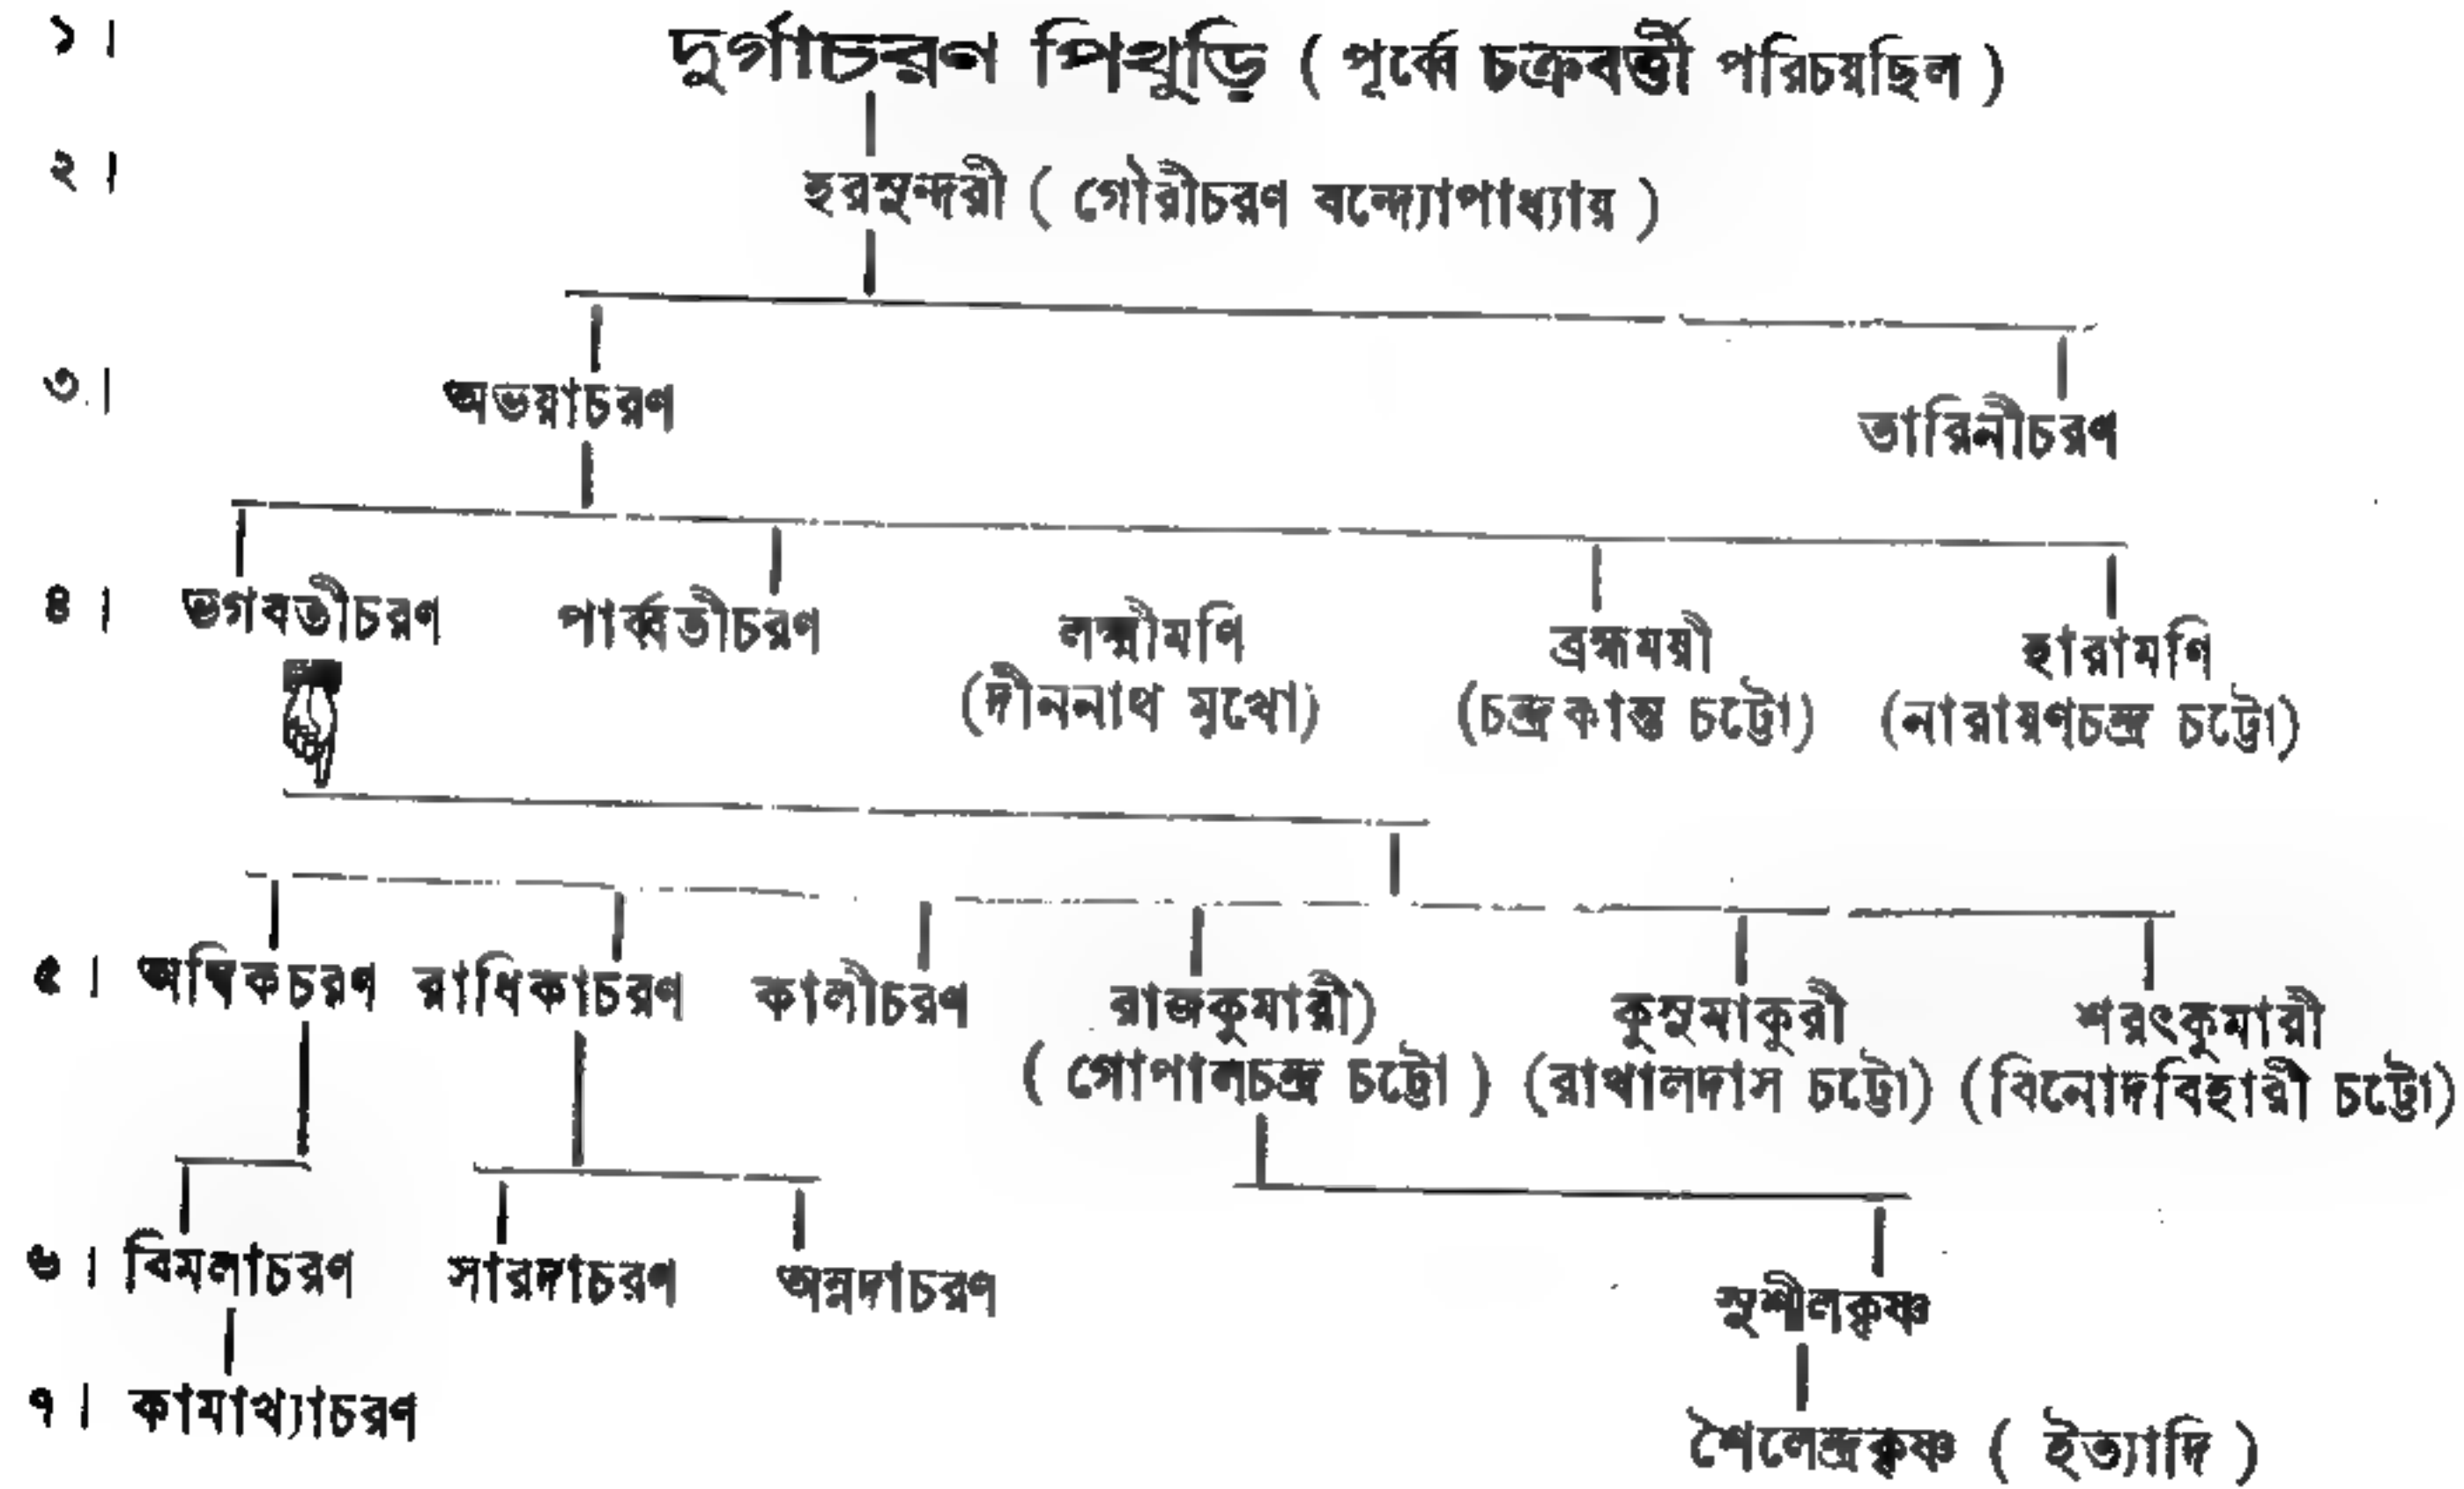 ১। দুর্গাচরণ পিথুড়ি ( পূর্ব্বে চক্রবর্ত্তী পরিচয়ছিল )
২। হরসুন্দরী ( গৌরীচরণ বন্দ্যোপাধ্যায় )
৩। অভয়াচরণ তারিনীচরণ
৪। ভগবতীচরণ পার্ব্বতীচরণ লক্ষ্মীমণি ব্রহ্মময়ী হারামণি
(দীননাথ মুখো) (চন্দ্রকান্ত চট্টো) (নারায়ণচন্দ্র চট্টো)
৫। অম্বিকচরণ রাধিকাচরণ কালীচরণ রাজকুমারী) কুসুমাকুরী শরৎকুমারী
( গোপালচন্দ্র চট্টো ) (রাখালদাস চট্টো) (বিনোদবিহারী চট্টো)
৬। বিমলাচরণ সারদাচরণ অন্নদাচরণ সুশীলকৃষ্ণ
৭। কামাখ্যাচরণ শৈলেন্দ্রকৃষ্ণ ( ইত্যাদি )